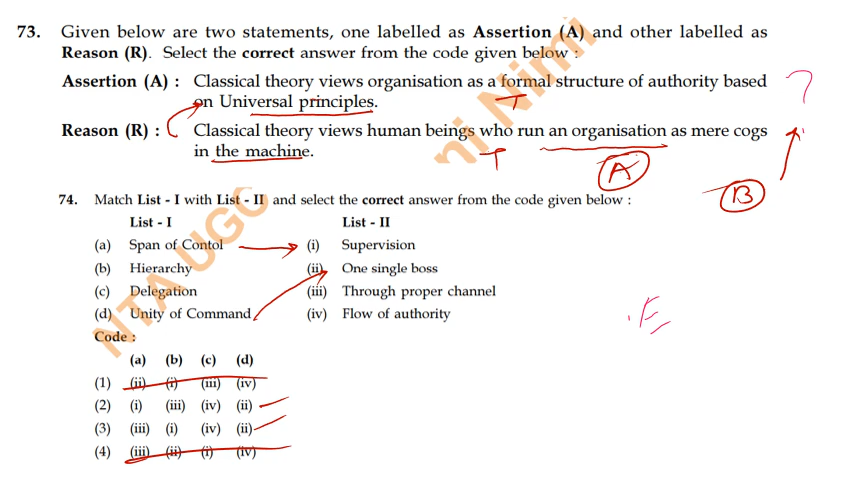 73. Given below are two statements, one labelled as Assertion (A) and other labelled as
Reason (R). Select the correct answer from the code given below :
Assertion (A) : Classical theory views organisation as a formal structure of authority based
on Universal principles.
T
Reason (R) : Classical theory views human beings who run an organisation as mere cogs
in the machine.
T
A
B
74. Match List - I with List - II and select the correct answer from the code given below :
List - I List - II
(a) Span of Contol (i) Supervision
(b) Hierarchy (ii) One single boss
(c) Delegation (iii) Through proper channel
(d) Unity of Command (iv) Flow of authority
Code :
(a) (b) (c) (d)
(1) (ii) (i) (iii) (iv)
(2) (i) (iii) (iv) (ii)
(3) (iii) (i) (iv) (ii)
(4) (iii) (ii) (i) (iv)
NTA UGC
ni Nimi